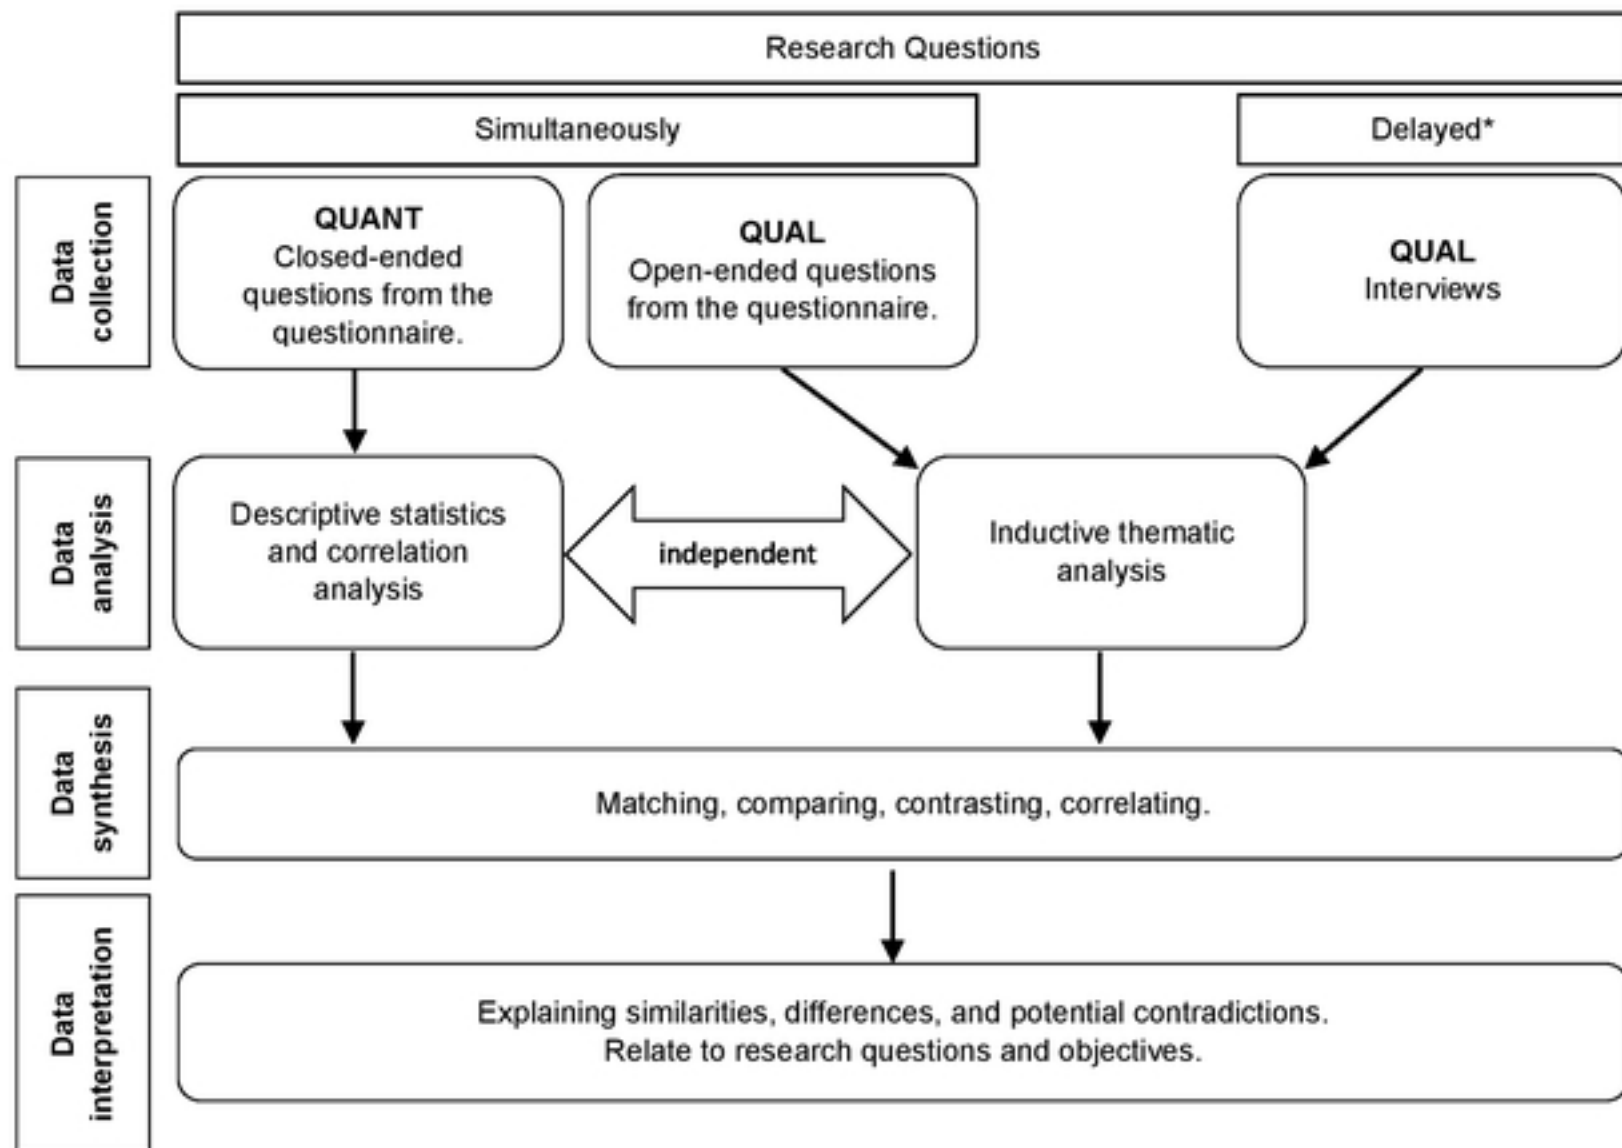 Research Questions
Simultaneously
Delayed*
Data
collection
QUANT
Closed-ended
questions from the
questionnaire.
QUAL
Open-ended questions
from the questionnaire.
QUAL
Interviews
Data
analysis
Descriptive statistics
and correlation
analysis
independent
Inductive thematic
analysis
Data
synthesis
Matching, comparing, contrasting, correlating.
Data
interpretation
Explaining similarities, differences, and potential contradictions.
Relate to research questions and objectives.